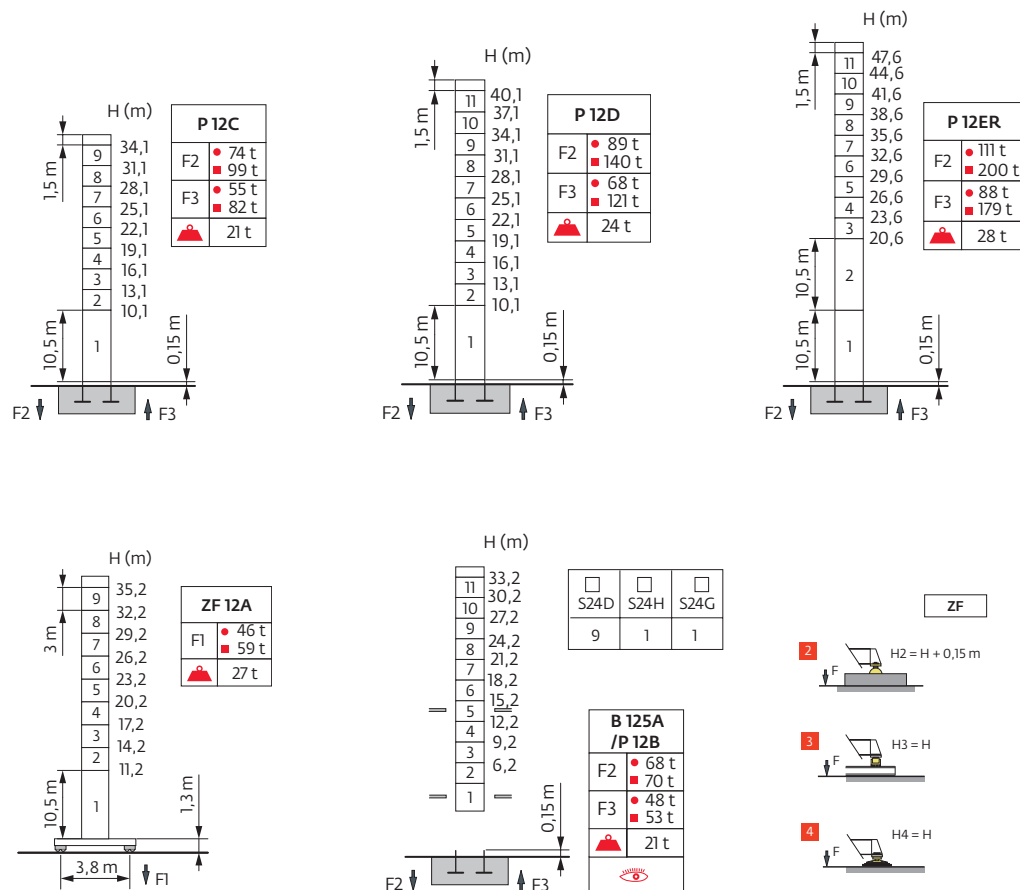 H (m)
1,5 m
9
8
7
6
5
4
3
2
1
34,1
31,1
28,1
25,1
22,1
19,1
16,1
13,1
10,1
10,5 m
0,15 m
F2
F3
P 12C
F2 74 t
99 t
F3 55 t
82 t
21 t
H (m)
1,5 m
11
10
9
8
7
6
5
4
3
2
1
40,1
37,1
34,1
31,1
28,1
25,1
22,1
19,1
16,1
13,1
10,1
10,5 m
0,15 m
F2
F3
P 12D
F2 89 t
140 t
F3 68 t
121 t
24 t
H (m)
1,5 m
11
10
9
8
7
6
5
4
3
2
1
47,6
44,6
41,6
38,6
35,6
32,6
29,6
26,6
23,6
20,6
10,5 m
10,5 m
0,15 m
F2
F3
P 12ER
F2 111 t
200 t
F3 88 t
179 t
28 t
H (m)
3 m
9
8
7
6
5
4
3
2
1
35,2
32,2
29,2
26,2
23,2
20,2
17,2
14,2
11,2
10,5 m
1,3 m
3,8 m
F1
ZF 12A
F1 46 t
59 t
27 t
H (m)
11
10
9
8
7
6
5
4
3
2
1
33,2
30,2
27,2
24,2
21,2
18,2
15,2
12,2
9,2
6,2
0,15 m
F2
F3
S24D S24H S24G
9 1 1
B 125A
/P 12B
F2 68 t
70 t
F3 48 t
53 t
21 t
ZF
2
F
H2 = H + 0,15 m
3
F
H3 = H
4
F
H4 = H